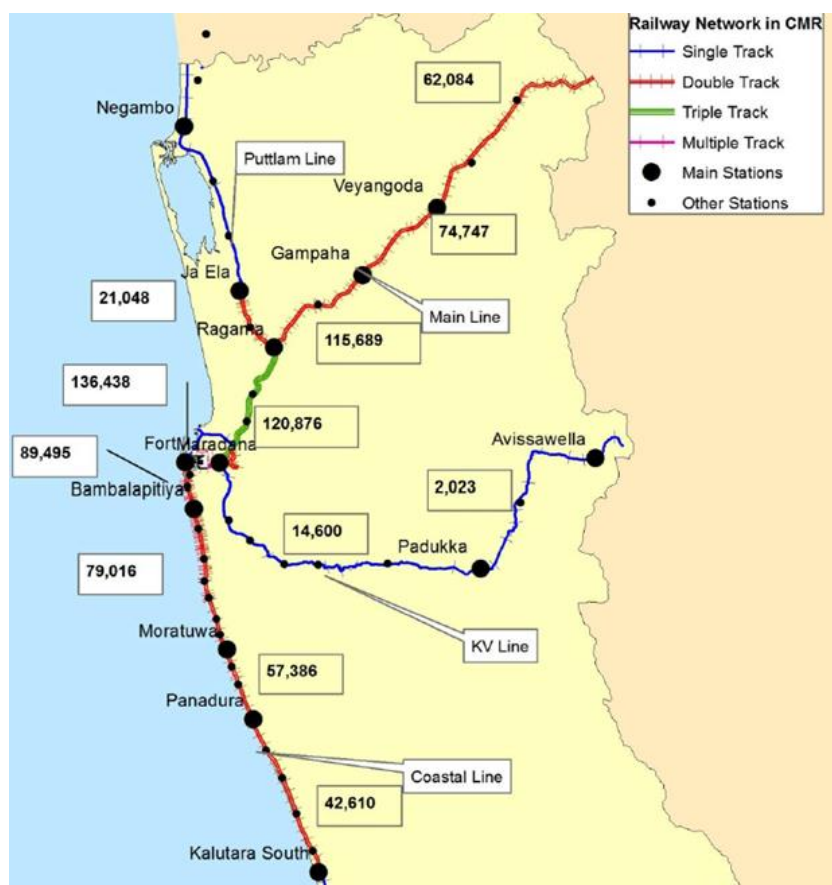 Railway Network in CMR
Single Track
Double Track
Triple Track
Multiple Track
Main Stations
Other Stations
62,084
Negambo
Puttlam Line
Veyangoda
74,747
Gampaha
Ja Ela
21,048
Main Line
Ragama
115,689
136,438
120,876
Fort
Maradana
Avissawella
89,495
Bambalapitiya
2,023
14,600
Padukka
79,016
Moratuwa
KV Line
57,386
Panadura
Coastal Line
42,610
Kalutara South